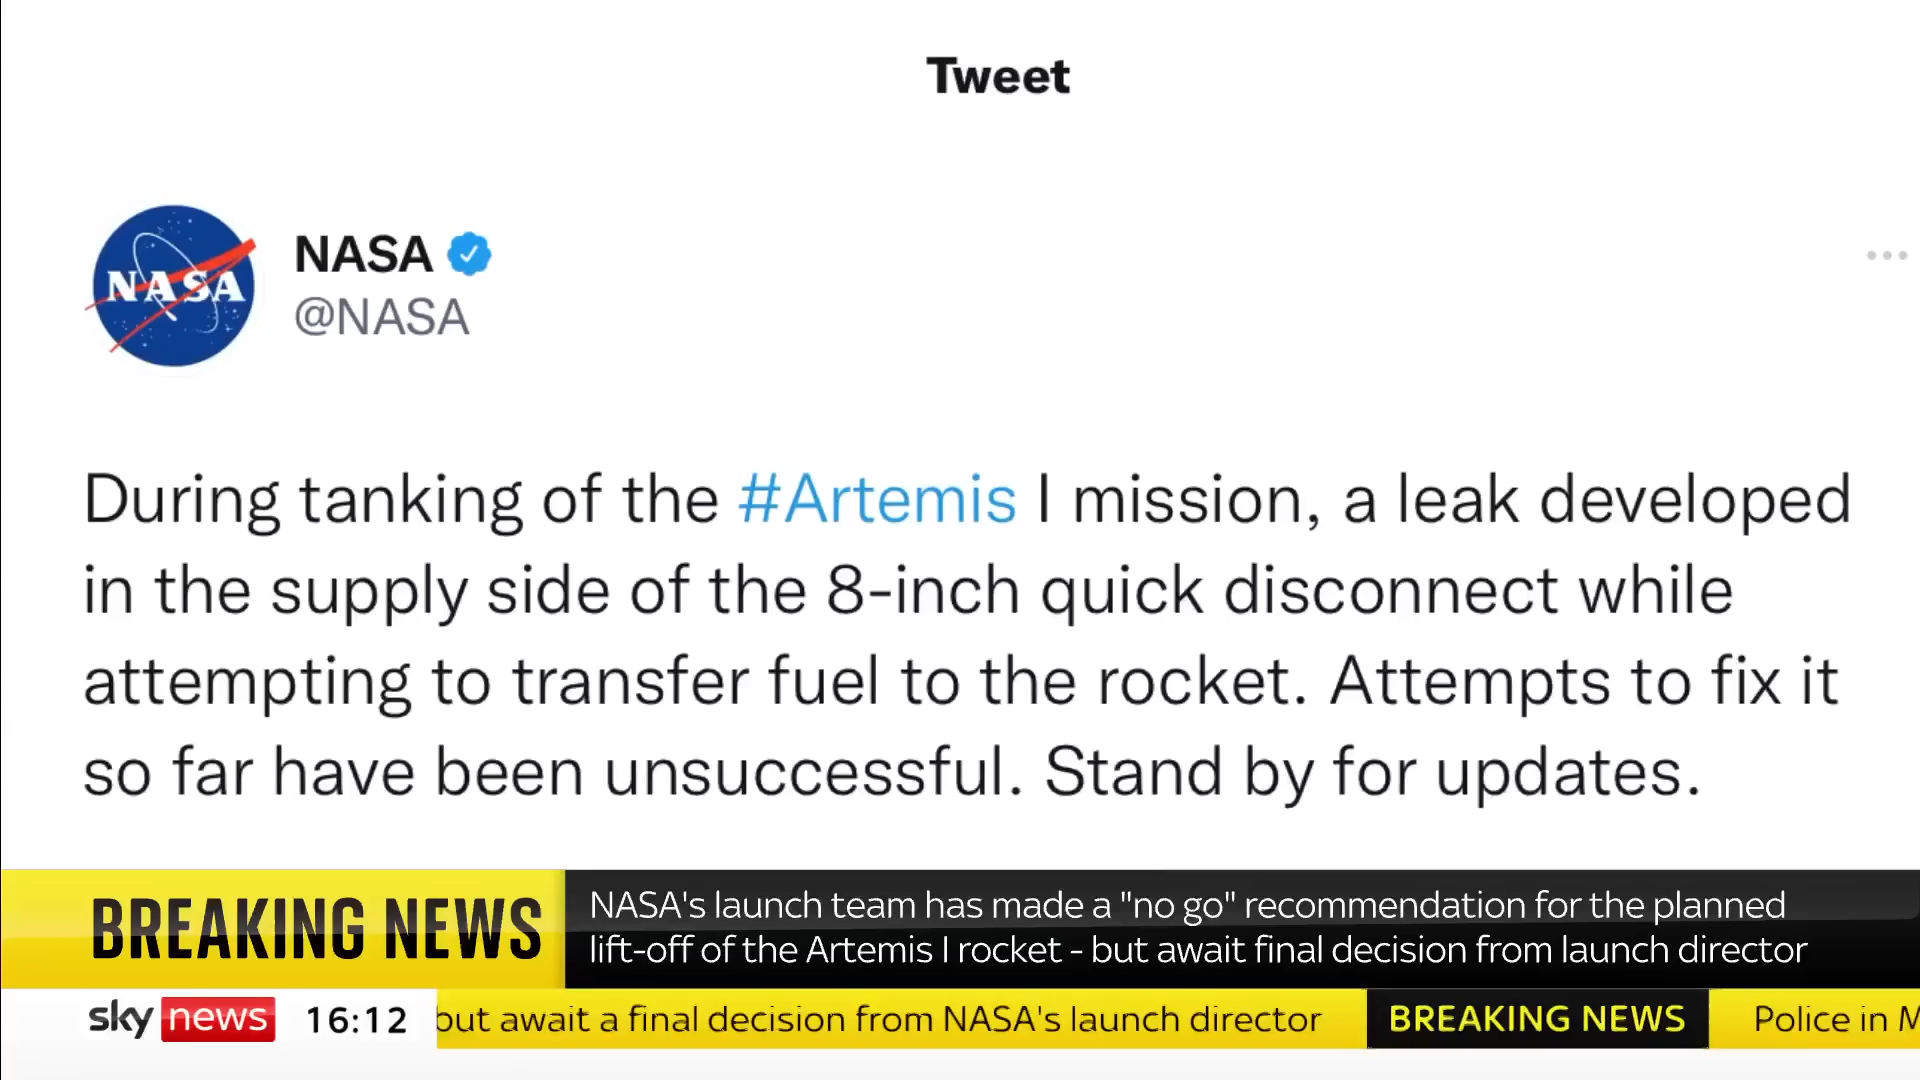 Tweet
NASA
NASA
@NASA
...
During tanking of the #Artemis I mission, a leak developed
in the supply side of the 8-inch quick disconnect while
attempting to transfer fuel to the rocket. Attempts to fix it
so far have been unsuccessful. Stand by for updates.
BREAKING NEWS
NASA's launch team has made a "no go" recommendation for the planned
lift-off of the Artemis I rocket - but await final decision from launch director
sky news 16:12 but await a final decision from NASA's launch director BREAKING NEWS Police in M